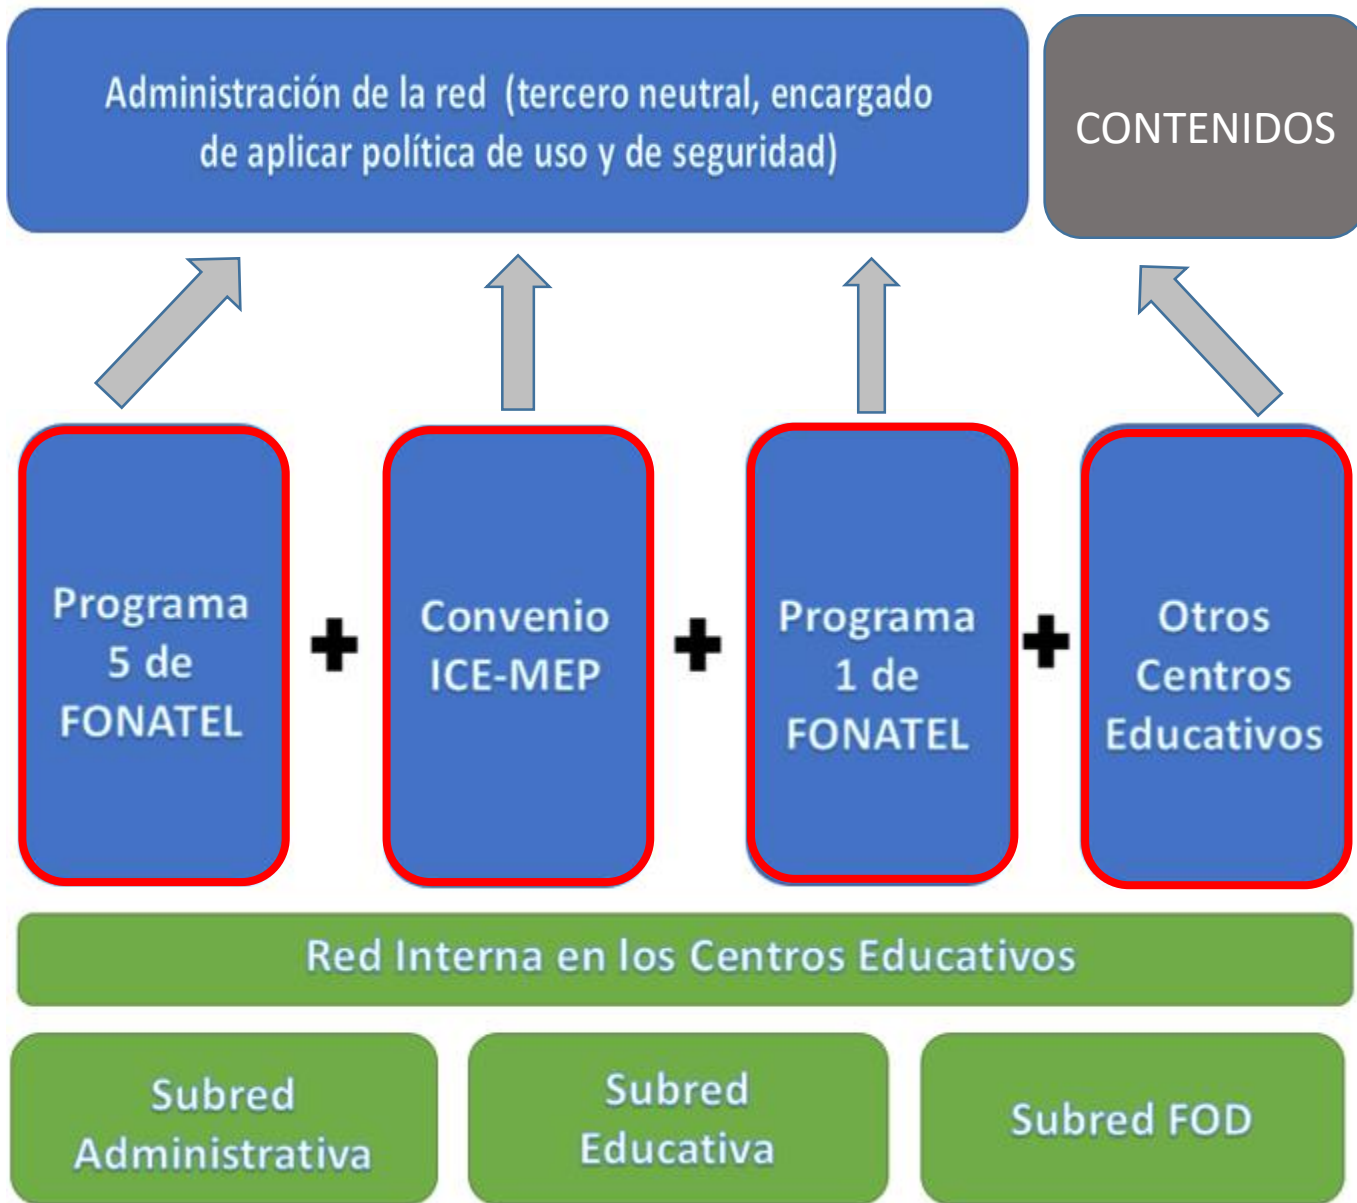 Administración de la red (tercero neutral, encargado
de aplicar política de uso y de seguridad)
CONTENIDOS
Programa
5 de
FONATEL
Convenio
ICE-MEP
Programa
1 de
FONATEL
Otros
Centros
Educativos
Red Interna en los Centros Educativos
Subred
Administrativa
Subred
Educativa
Subred FOD